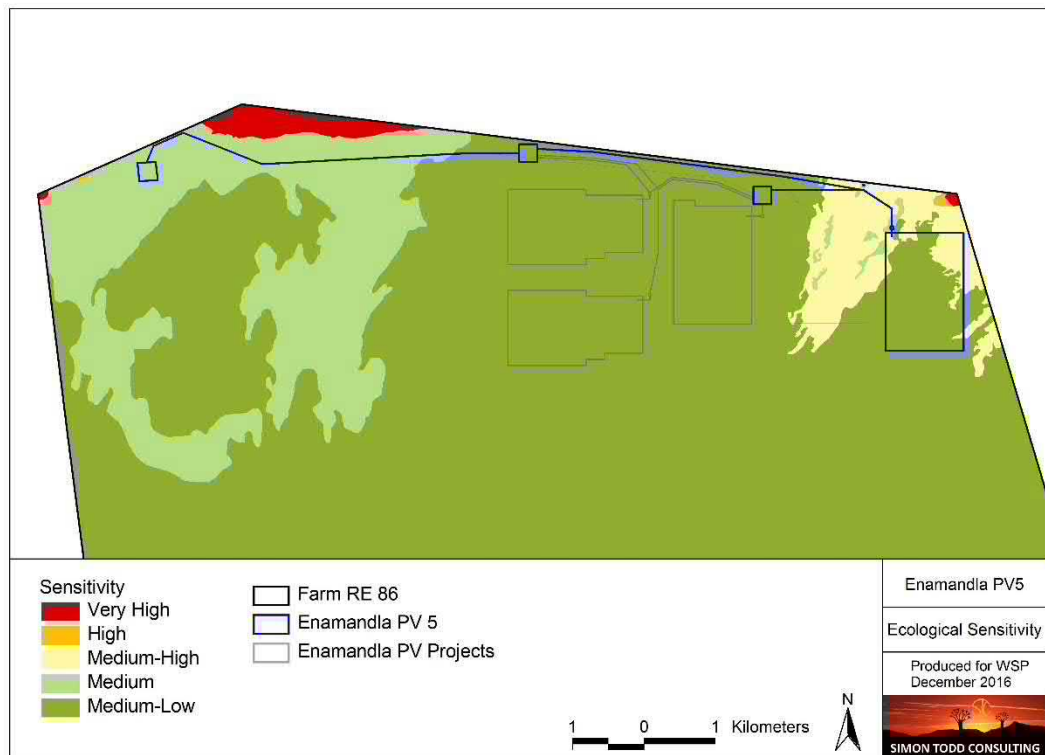 Sensitivity
Very High
High
Medium-High
Medium
Medium-Low
Farm RE 86
Enamandla PV 5
Enamandla PV Projects
1 0 1 Kilometers
N
Enamandla PV5
Ecological Sensitivity
Produced for WSP
December 2016
SIMON TODD CONSULTING